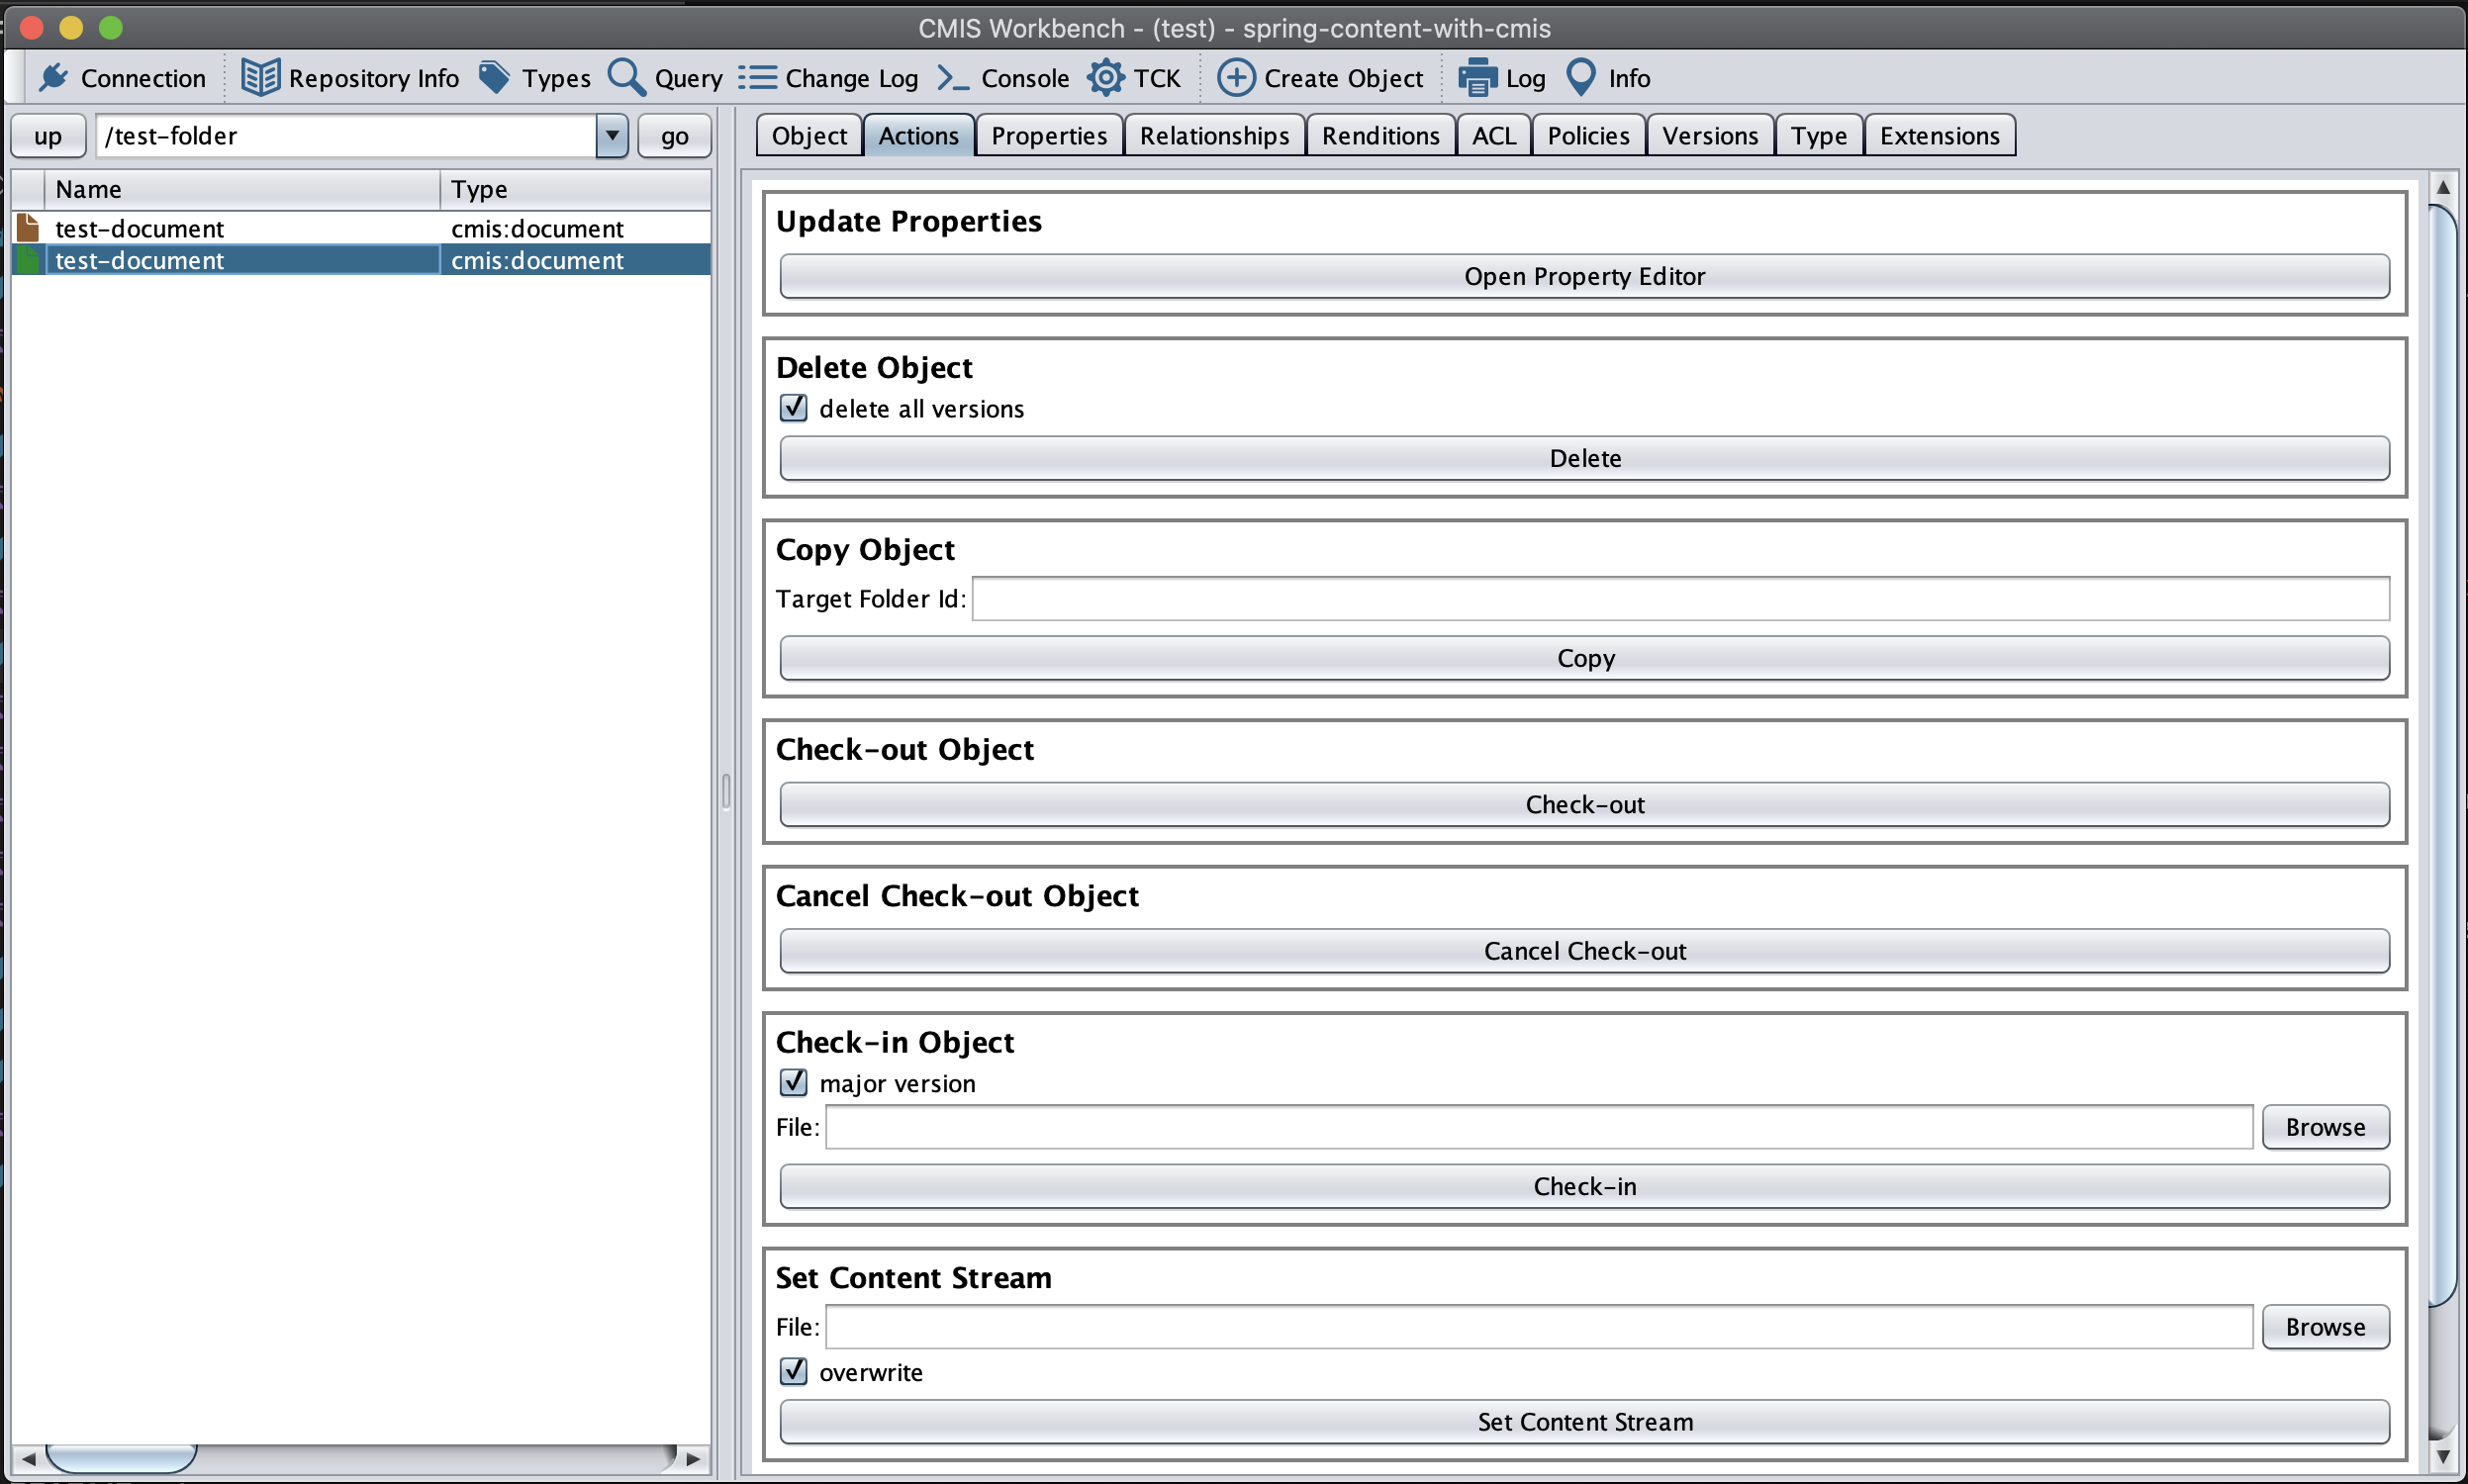 CMIS Workbench - (test) - spring-content-with-cmis
Connection Repository Info Types Query Change Log Console TCK Create Object Log Info
up /test-folder go
Name Type
test-document cmis:document
test-document cmis:document
Object Actions Properties Relationships Renditions ACL Policies Versions Type Extensions
Update Properties
Open Property Editor
Delete Object
delete all versions
Delete
Copy Object
Target Folder Id:
Copy
Check-out Object
Check-out
Cancel Check-out Object
Cancel Check-out
Check-in Object
major version
File: Browse
Check-in
Set Content Stream
File: Browse
overwrite
Set Content Stream